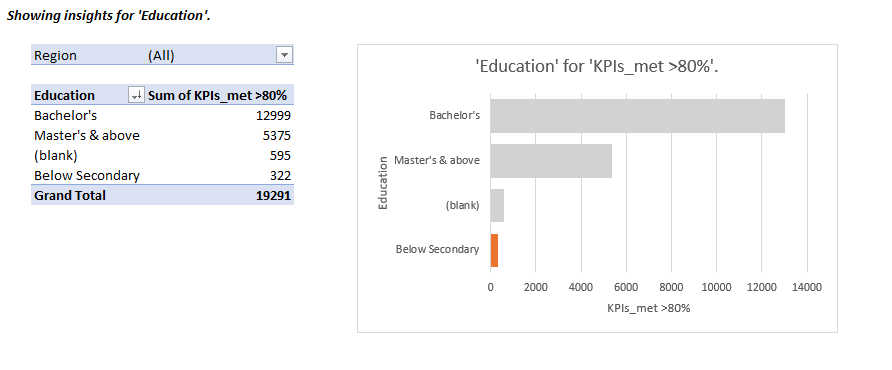 Showing insights for 'Education'.
Region (All)
Education Sum of KPIs_met >80%
Bachelor's 12999
Master's & above 5375
(blank) 595
Below Secondary 322
Grand Total 19291
'Education' for 'KPIs_met >80%'.
Education
Bachelor's
Master's & above
(blank)
Below Secondary
0 2000 4000 6000 8000 10000 12000 14000
KPIs_met >80%